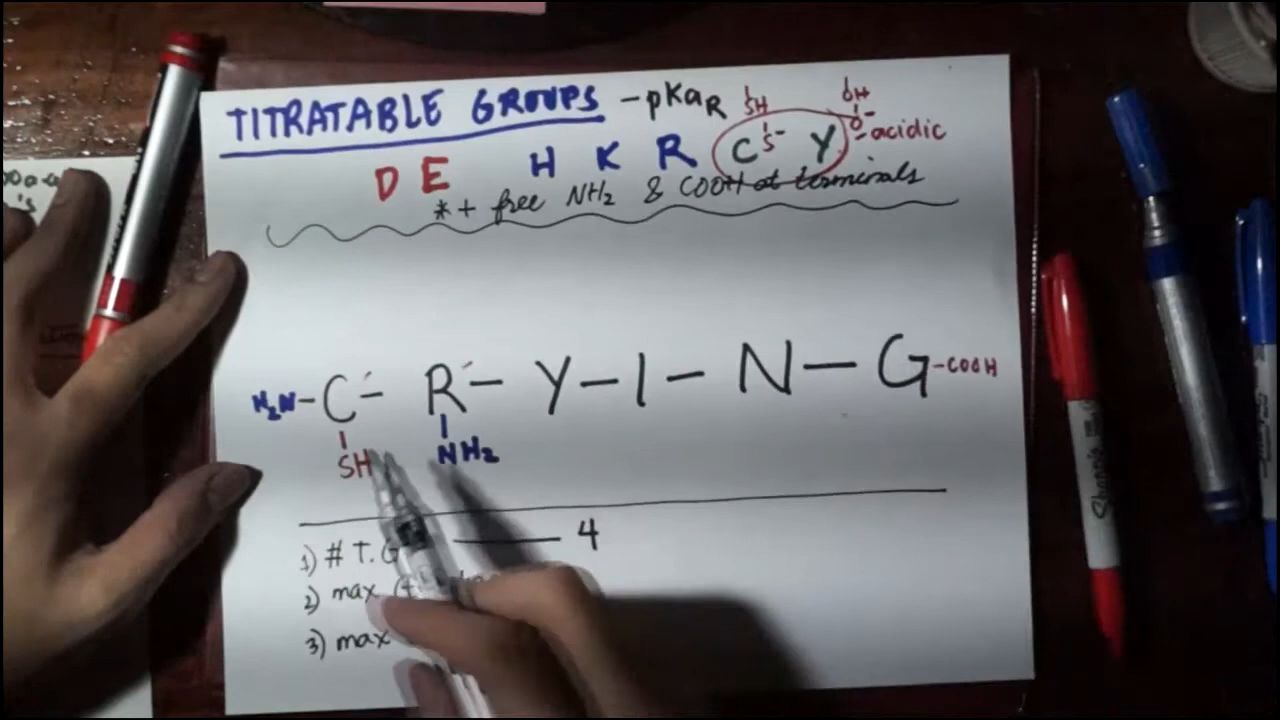 TITRATABLE GROUPS - pKaR
SH OH
S- O-
D E H K R C Y -acidic
*+ free NH2 & COOH at terminals
H2N-C- R- Y-I-N-G-COOH
SH NH2
1) # T.G 4
2) max (+
3) max
Sharpie